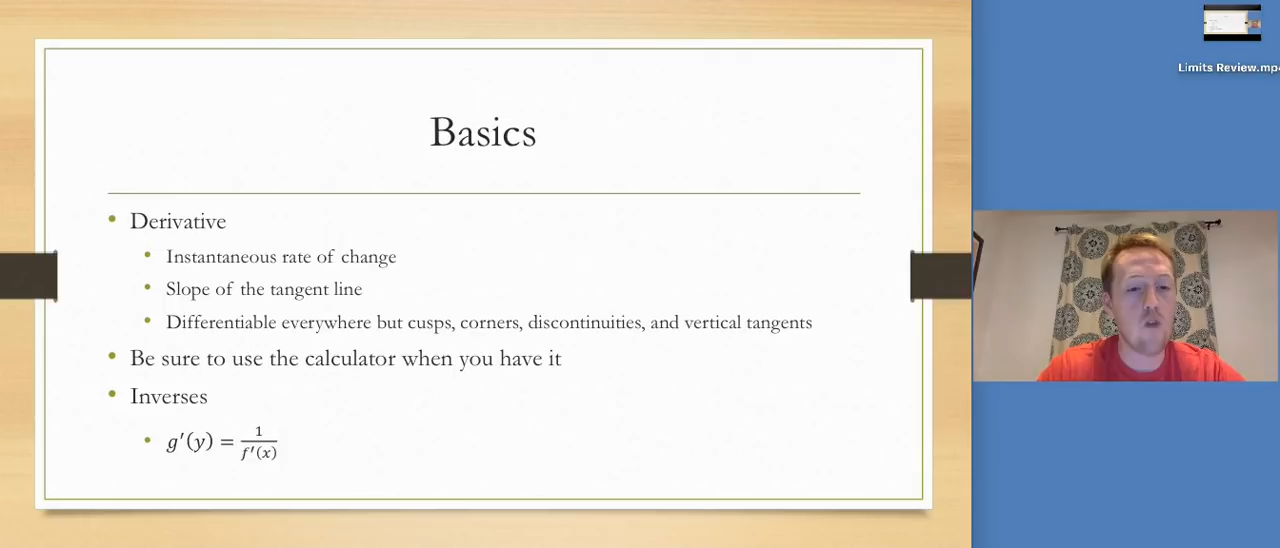 Basics
• Derivative
• Instantaneous rate of change
• Slope of the tangent line
• Differentiable everywhere but cusps, corners, discontinuities, and vertical tangents
• Be sure to use the calculator when you have it
• Inverses
• g′(y) = 1/f′(x)
Limits Review.mp4